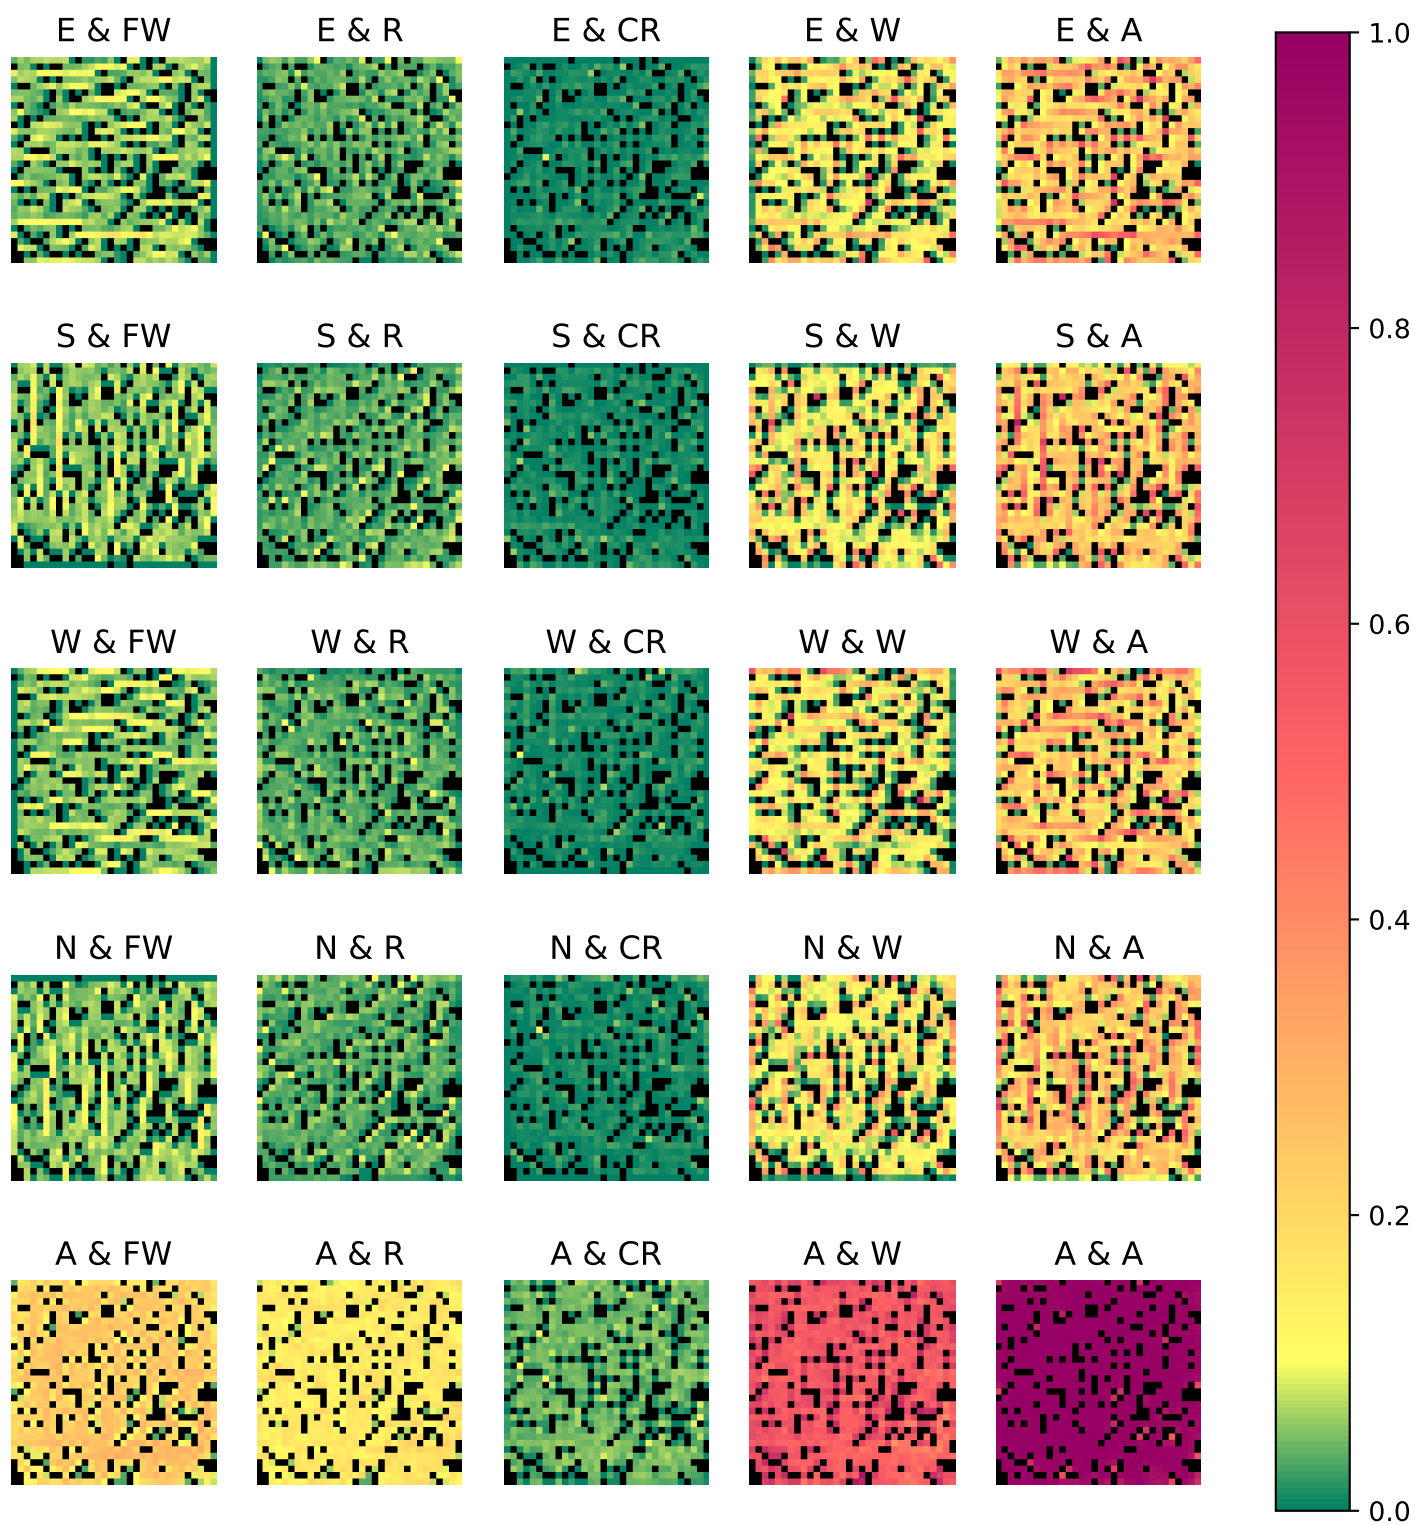 E & FW E & R E & CR E & W E & A
1.0
S & FW S & R S & CR S & W S & A
0.8
W & FW W & R W & CR W & W W & A
0.6
N & FW N & R N & CR N & W N & A
0.4
0.2
A & FW A & R A & CR A & W A & A
0.0